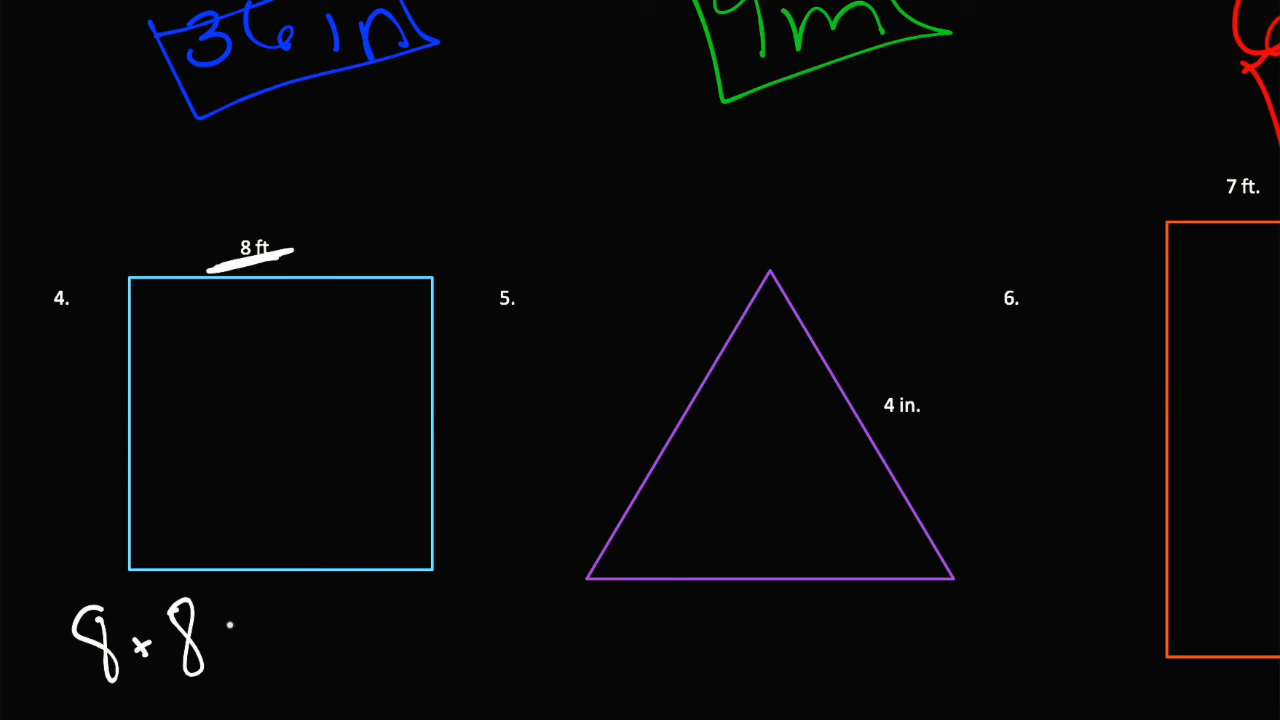 36 in
9 m
7 ft.
8 ft
4.
5.
6.
4 in.
8 + 8